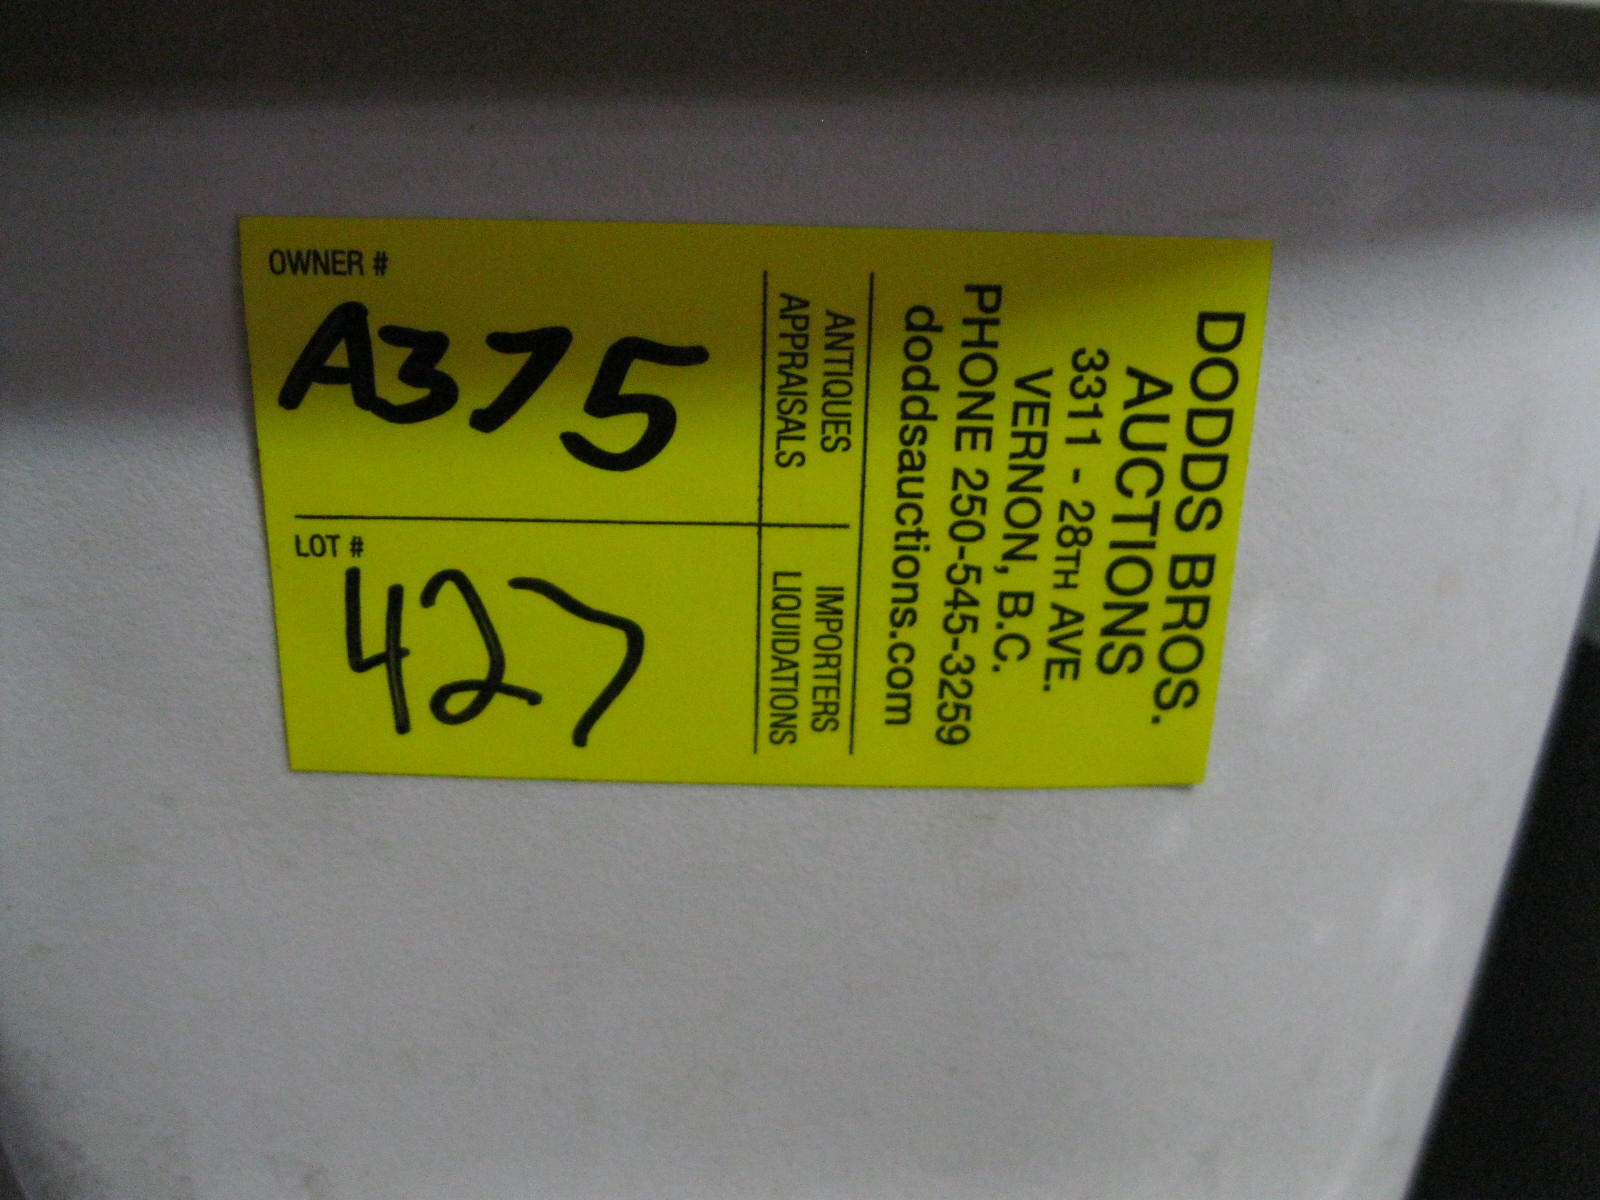 DODDS BROS.
AUCTIONS
3311 - 28TH AVE.
VERNON, B.C.
PHONE 250-545-3259
doddsauctions.com
ANTIQUES
APPRAISALS
IMPORTERS
LIQUIDATIONS
OWNER #
A375
LOT #
427